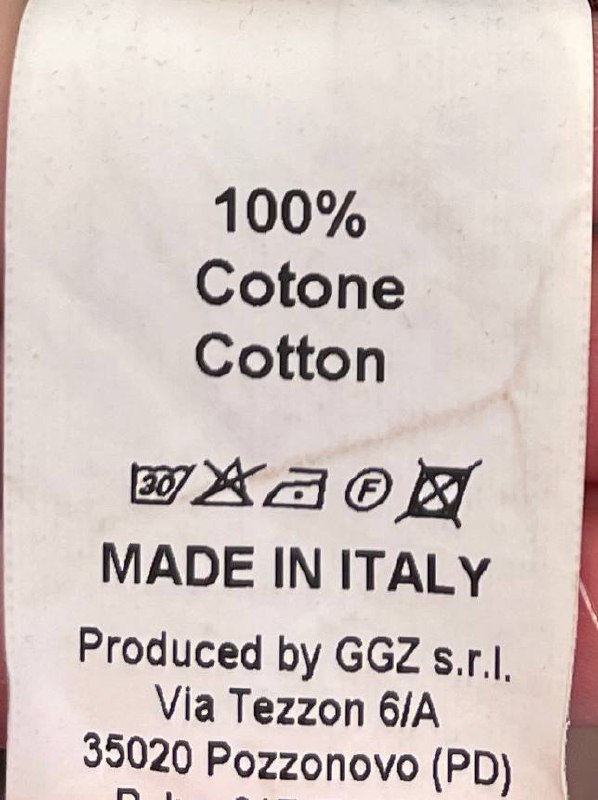 100%
Cotone
Cotton
30 F
MADE IN ITALY
Produced by GGZ s.r.l.
Via Tezzon 6/A
35020 Pozzonovo (PD)